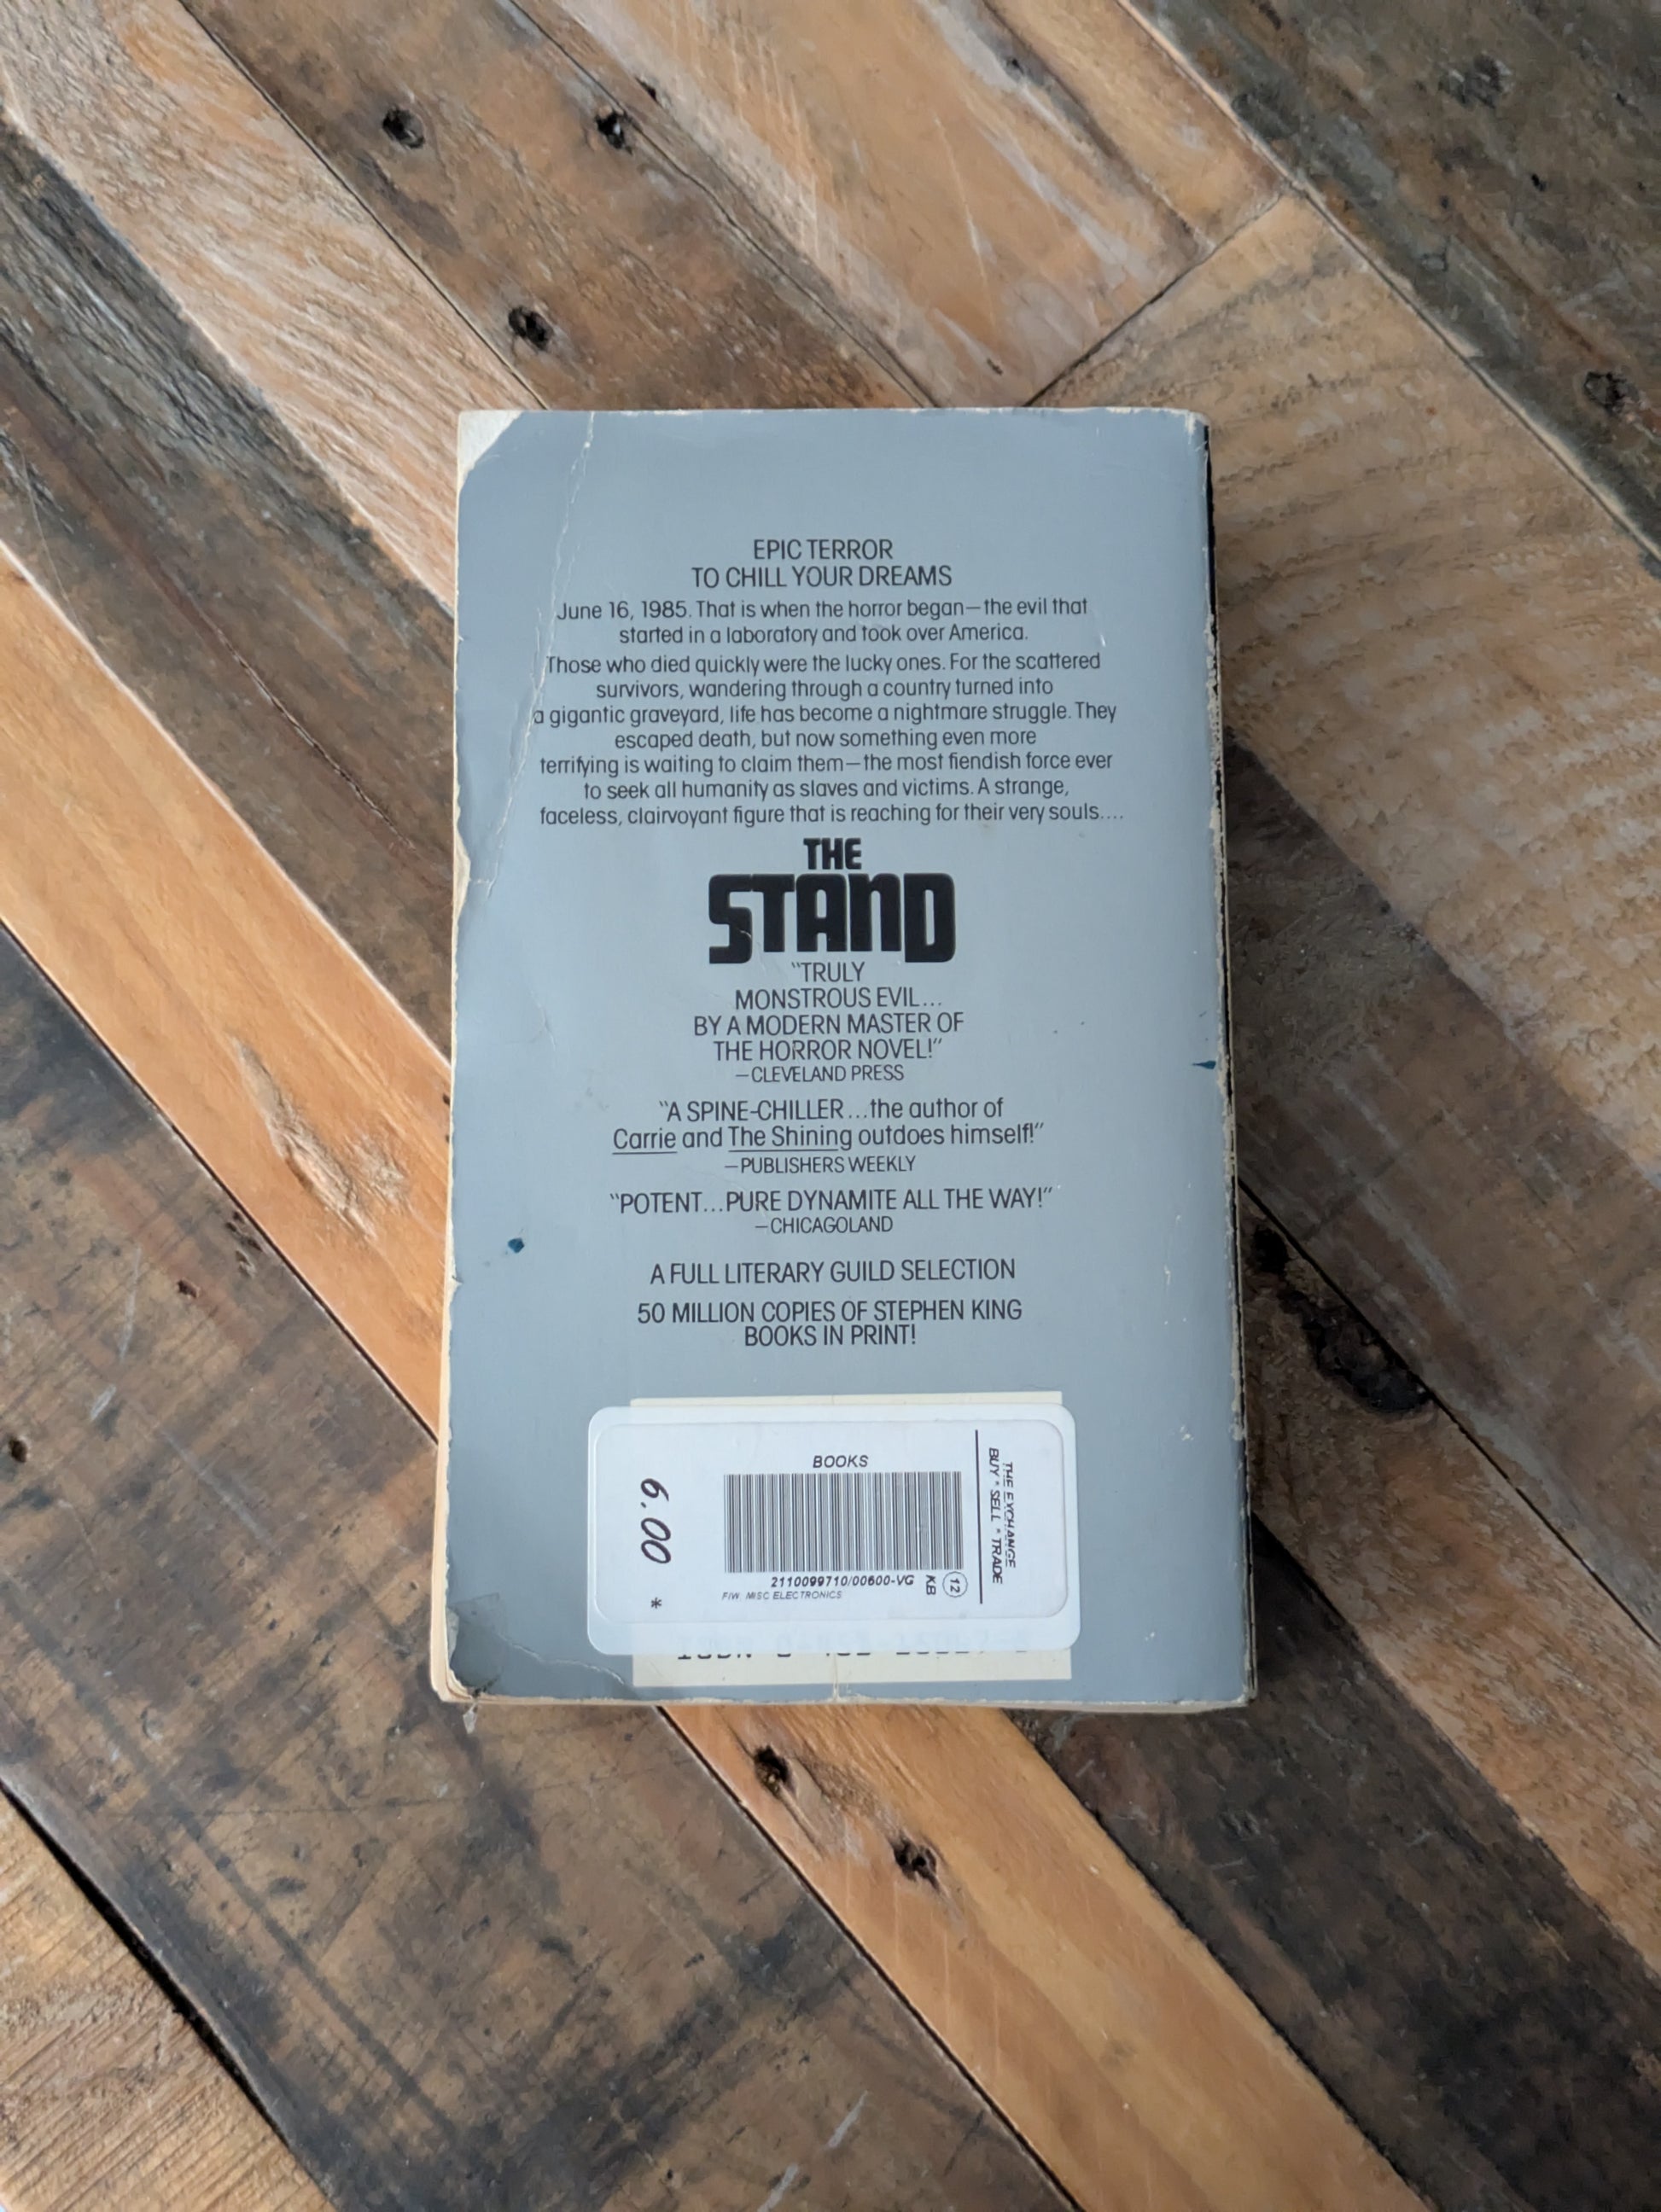 EPIC TERROR
TO CHILL YOUR DREAMS
June 16, 1985. That is when the horror began—the evil that
started in a laboratory and took over America.
Those who died quickly were the lucky ones. For the scattered
survivors, wandering through a country turned into
a gigantic graveyard, life has become a nightmare struggle. They
escaped death, but now something even more
terrifying is waiting to claim them—the most fiendish force ever
to seek all humanity as slaves and victims. A strange,
faceless, clairvoyant figure that is reaching for their very souls....
THE
STAND
"TRULY
MONSTROUS EVIL...
BY A MODERN MASTER OF
THE HORROR NOVEL!"
—CLEVELAND PRESS
"A SPINE-CHILLER...the author of
Carrie and The Shining outdoes himself!"
—PUBLISHERS WEEKLY
"POTENT...PURE DYNAMITE ALL THE WAY!"
—CHICAGOLAND
A FULL LITERARY GUILD SELECTION
50 MILLION COPIES OF STEPHEN KING
BOOKS IN PRINT!
THE EXCHANGE
BUY * SELL * TRADE
BOOKS
2110099710/00600-VG
KB
12
F/W MISC ELECTRONICS
6.00 *
ISBN